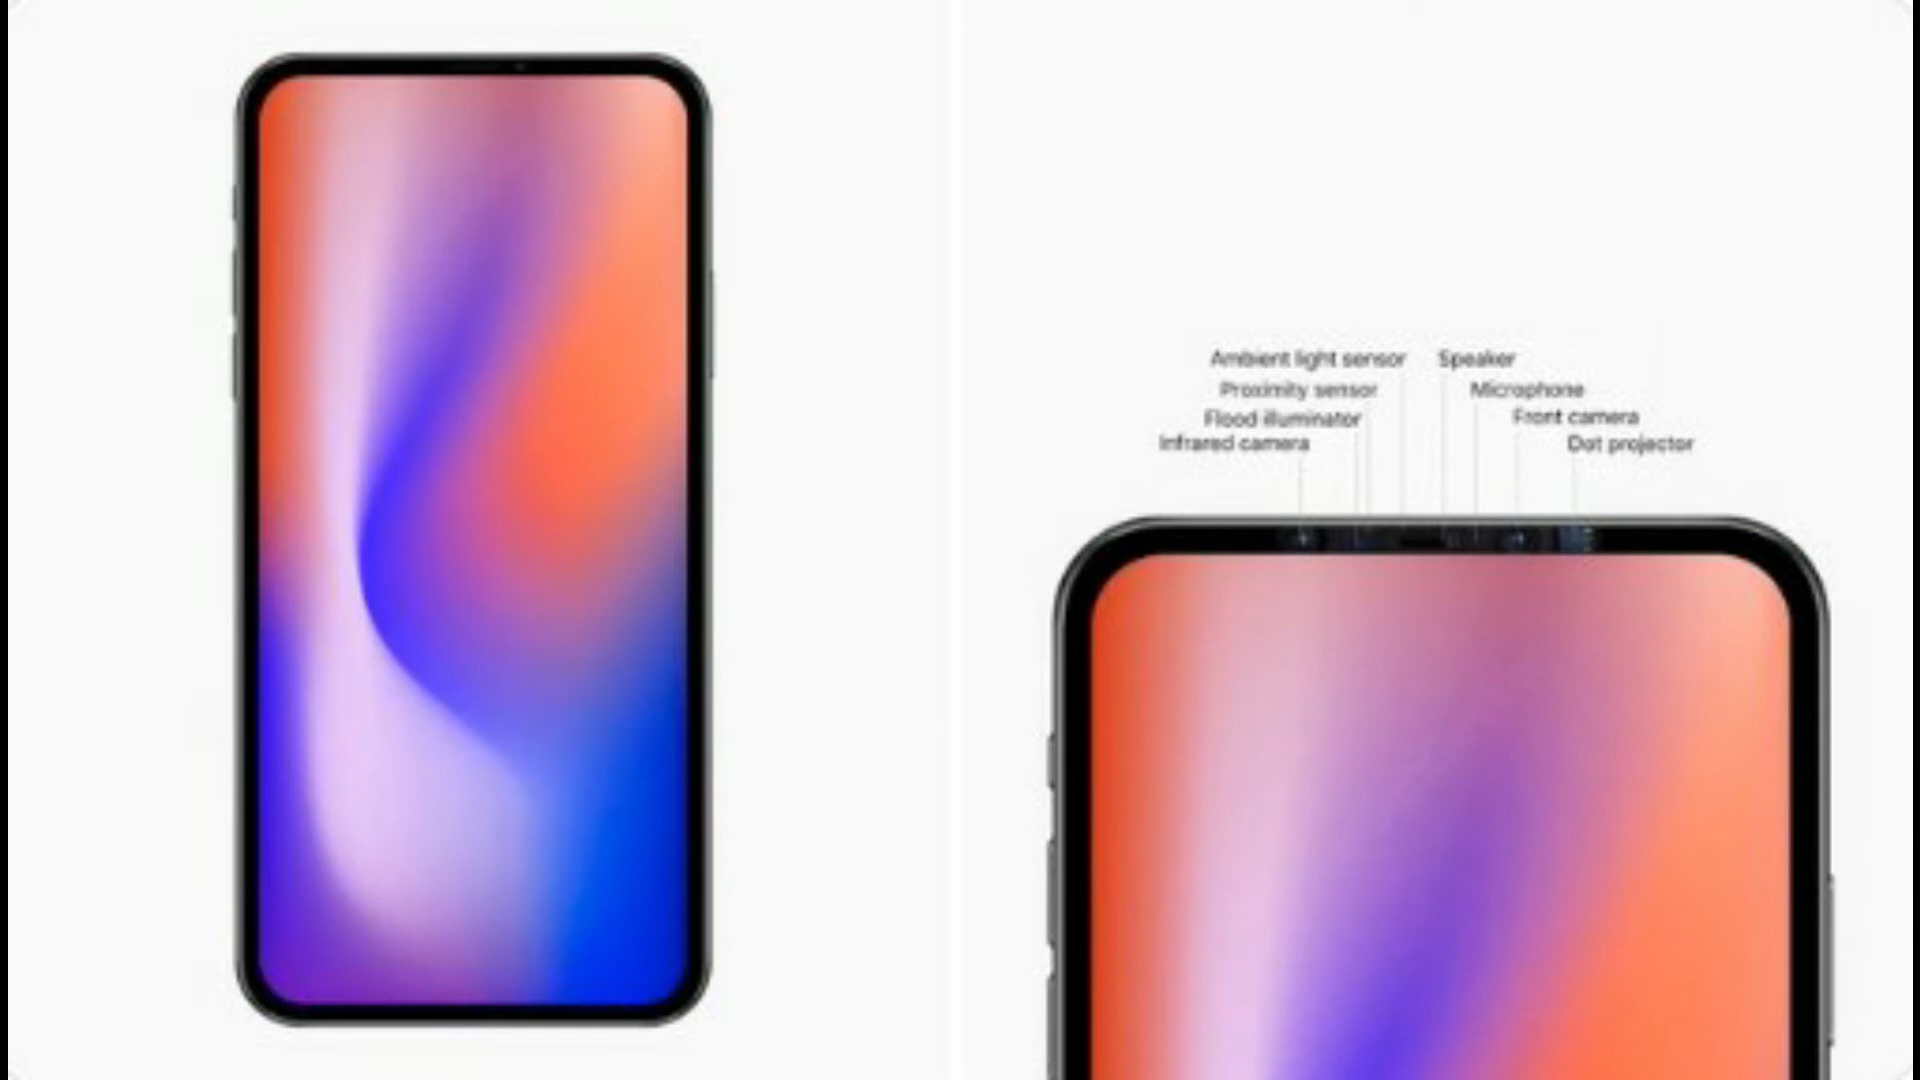 Ambient light sensor
Speaker
Proximity sensor
Microphone
Flood illuminator
Front camera
Infrared camera
Dot projector